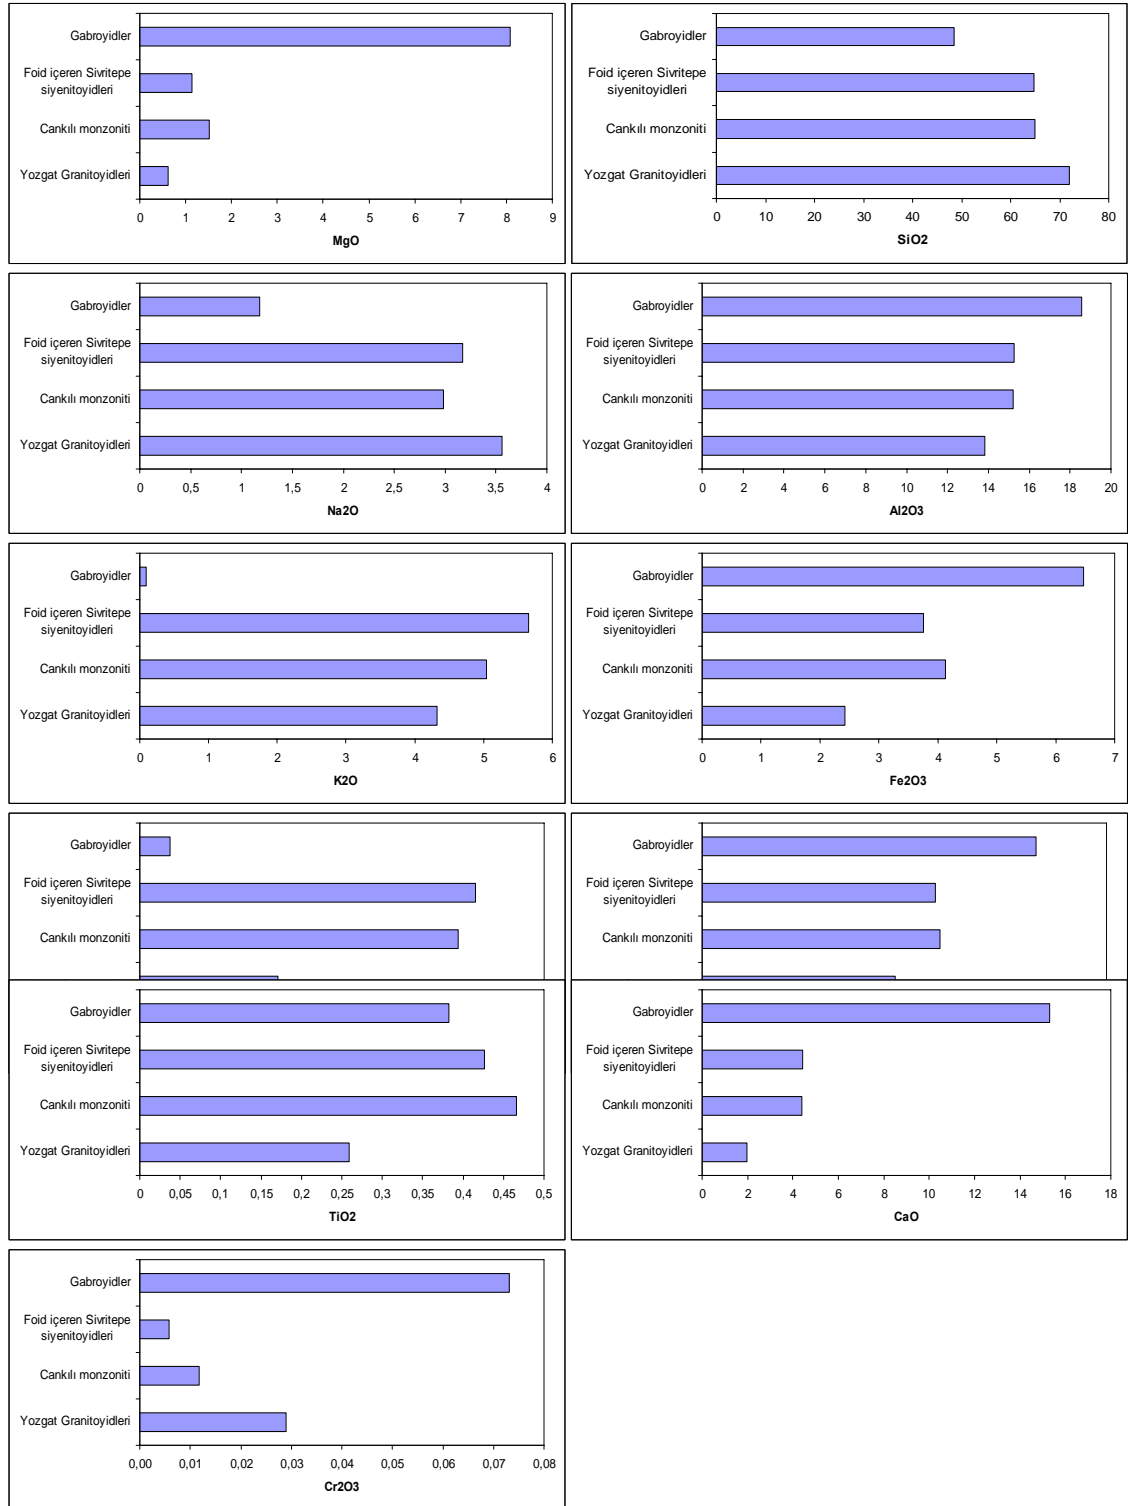 Gabroyidler
Foid içeren Sivritepe
siyenitoyidleri
Cankılı monzoniti
Yozgat Granitoyidleri
0 1 2 3 4 5 6 7 8 9
MgO
Gabroyidler
Foid içeren Sivritepe
siyenitoyidleri
Cankılı monzoniti
Yozgat Granitoyidleri
0 10 20 30 40 50 60 70 80
SiO2
Gabroyidler
Foid içeren Sivritepe
siyenitoyidleri
Cankılı monzoniti
Yozgat Granitoyidleri
0 0,5 1 1,5 2 2,5 3 3,5 4
Na2O
Gabroyidler
Foid içeren Sivritepe
siyenitoyidleri
Cankılı monzoniti
Yozgat Granitoyidleri
0 2 4 6 8 10 12 14 16 18 20
Al2O3
Gabroyidler
Foid içeren Sivritepe
siyenitoyidleri
Cankılı monzoniti
Yozgat Granitoyidleri
0 1 2 3 4 5 6
K2O
Gabroyidler
Foid içeren Sivritepe
siyenitoyidleri
Cankılı monzoniti
Yozgat Granitoyidleri
0 1 2 3 4 5 6 7
Fe2O3
Gabroyidler
Foid içeren Sivritepe
siyenitoyidleri
Cankılı monzoniti
Gabroyidler
Foid içeren Sivritepe
siyenitoyidleri
Cankılı monzoniti
Gabroyidler
Foid içeren Sivritepe
siyenitoyidleri
Cankılı monzoniti
Yozgat Granitoyidleri
0 0,05 0,1 0,15 0,2 0,25 0,3 0,35 0,4 0,45 0,5
TiO2
Gabroyidler
Foid içeren Sivritepe
siyenitoyidleri
Cankılı monzoniti
Yozgat Granitoyidleri
0 2 4 6 8 10 12 14 16 18
CaO
Gabroyidler
Foid içeren Sivritepe
siyenitoyidleri
Cankılı monzoniti
Yozgat Granitoyidleri
0,00 0,01 0,02 0,03 0,04 0,05 0,06 0,07 0,08
Cr2O3